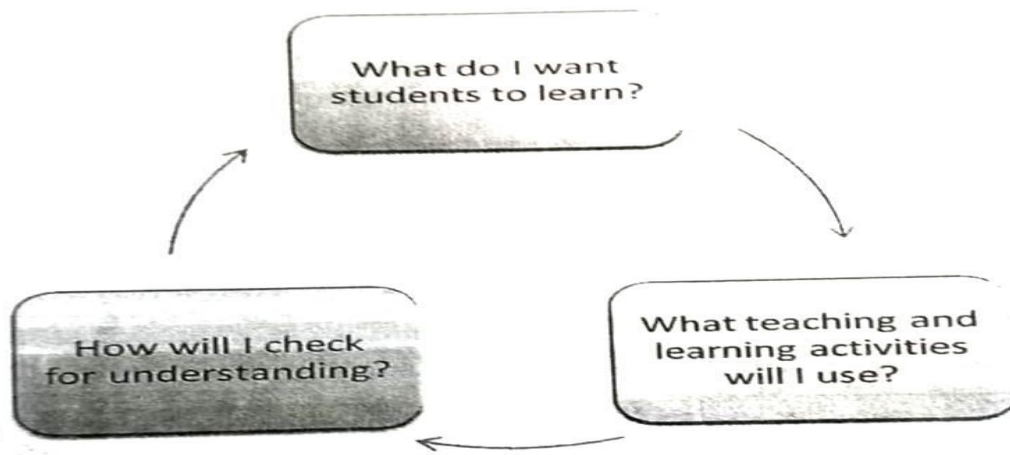 What do I want
students to learn?
What teaching and
learning activities
will I use?
How will I check
for understanding?